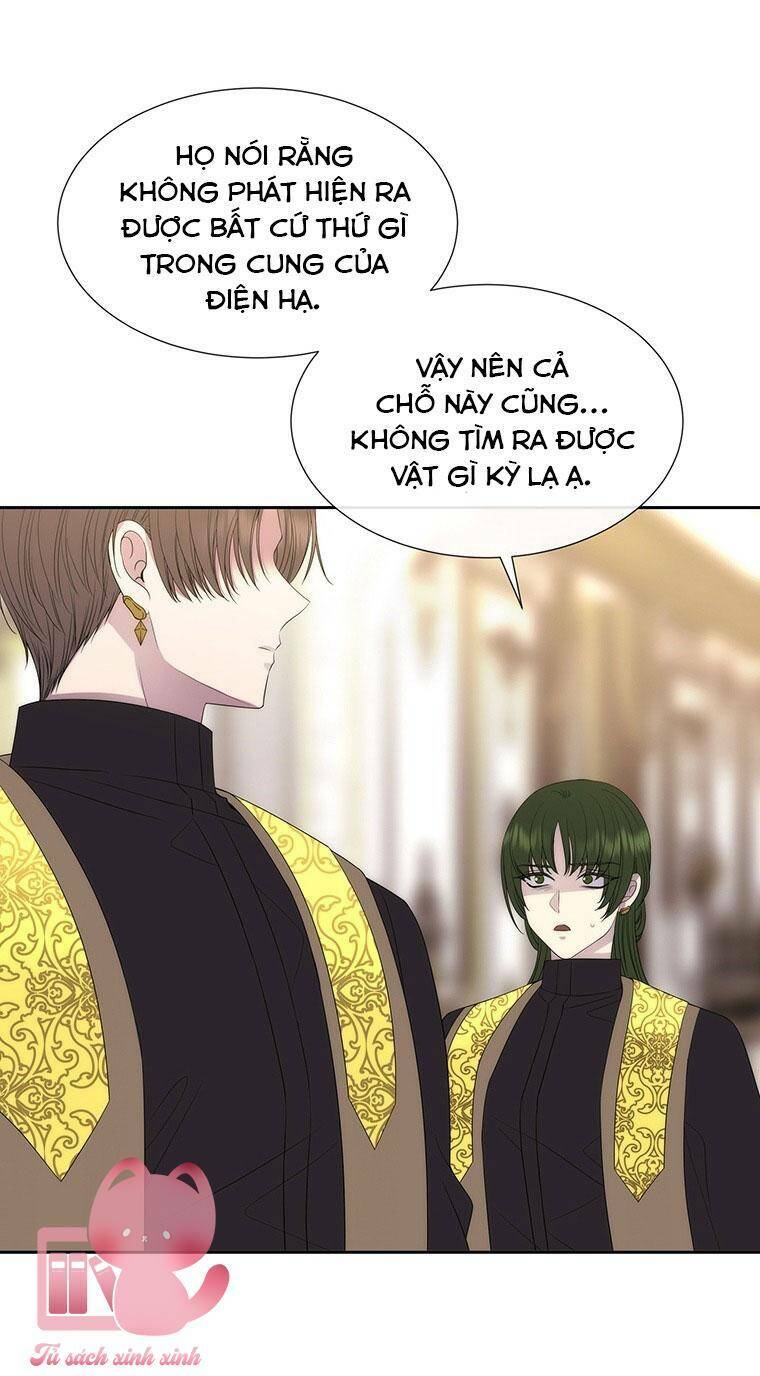 HỌ NÓI RẰNG
KHÔNG PHÁT HIỆN RA
ĐƯỢC BẤT CỨ THỨ GÌ
TRONG CUNG CỦA
ĐIỆN HẠ.
VẬY NÊN CẢ
CHỖ NÀY CŨNG...
KHÔNG TÌM RA ĐƯỢC
VẬT GÌ KỲ LẠ Ạ.
Tủ sách xinh xinh